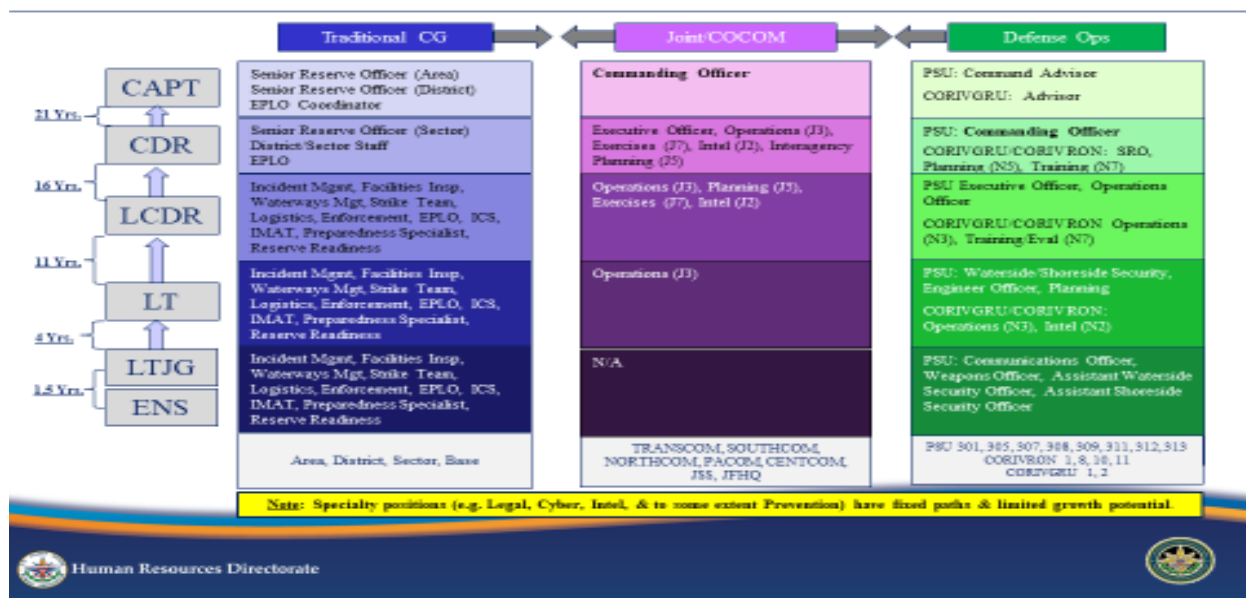 Traditional CG
Joint/COCOM
Defense Ops
CAPT
21 Yrs.
CDR
16 Yrs.
LCDR
11 Yrs.
LT
4 Yrs.
LTJG
1.5 Yrs.
ENS
Senior Reserve Officer (Area)
Senior Reserve Officer (District)
EPLO Coordinator
Commanding Officer
PSU: Command Advisor
CORIVGRU: Advisor
Senior Reserve Officer (Sector)
District/Sector Staff
EPLO
Executive Officer, Operations (J3),
Exercises (J7), Intel (J2), Interagency
Planning (J5)
PSU: Commanding Officer
CORIVGRU/CORIVRON: SRO,
Planning (N5), Training (N7)
Incident Mgmt, Facilities Insp,
Waterways Mgt, Strike Team,
Logistics, Enforcement, EPLO, ICS,
IMAT, Preparedness Specialist,
Reserve Readiness
Operations (J3), Planning (J5),
Exercises (J7), Intel (J2)
PSU Executive Officer, Operations
Officer
CORIVGRU/CORIVRON Operations
(N3), Training/Eval (N7)
Incident Mgmt, Facilities Insp,
Waterways Mgt, Strike Team,
Logistics, Enforcement, EPLO, ICS,
IMAT, Preparedness Specialist,
Reserve Readiness
Operations (J3)
PSU: Waterside/Shoreside Security,
Engineer Officer, Planning
CORIVGRU/CORIVRON:
Operations (N3), Intel (N2)
Incident Mgmt, Facilities Insp,
Waterways Mgt, Strike Team,
Logistics, Enforcement, EPLO, ICS,
IMAT, Preparedness Specialist,
Reserve Readiness
N/A
PSU: Communications Officer,
Weapons Officer, Assistant Waterside
Security Officer, Assistant Shoreside
Security Officer
Area, District, Sector, Base
TRANSCOM, SOUTHCOM,
NORTHCOM, PACOM, CENTCOM,
JSS, JFHQ
PSU 301, 305, 307, 308, 309, 311, 312, 313
CORIVRON 1, 8, 10, 11
CORIVGRU 1, 2
Note: Specialty positions (e.g. Legal, Cyber, Intel, & to some extent Prevention) have fixed paths & limited growth potential.
Human Resources Directorate